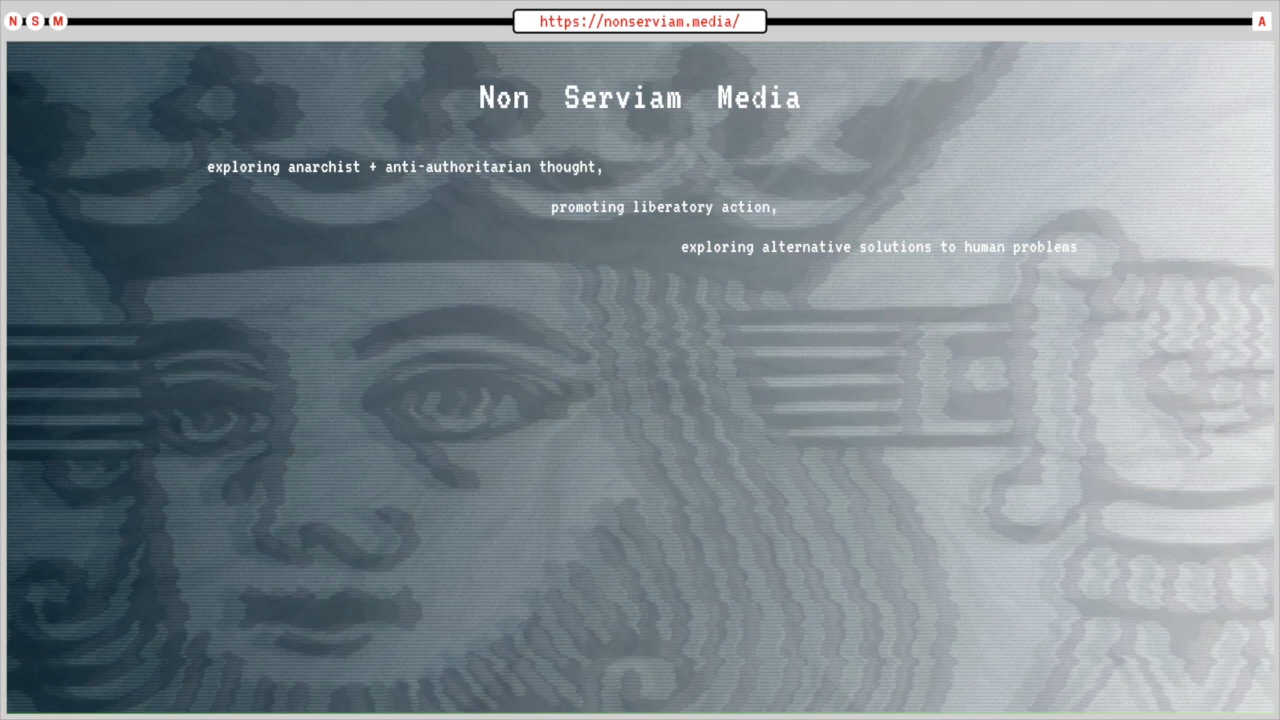 N S M
https://nonserviam.media/
A
Non Serviam Media
exploring anarchist + anti-authoritarian thought,
promoting liberatory action,
exploring alternative solutions to human problems